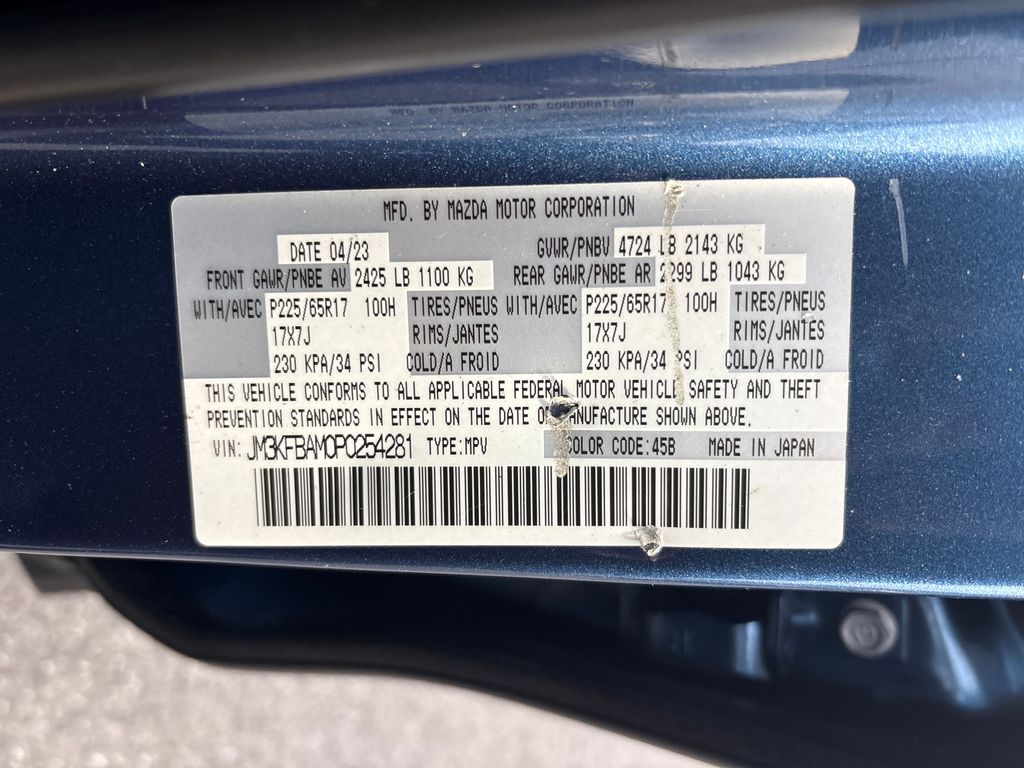 MFD. BY MAZDA MOTOR CORPORATION
MFD. BY MAZDA MOTOR CORPORATION
DATE 04/23 GVWR/PNBV 4724 LB 2143 KG
FRONT GAWR/PNBE AV 2425 LB 1100 KG REAR GAWR/PNBE AR 2299 LB 1043 KG
WITH/AVEC P225/65R17 100H TIRES/PNEUS WITH/AVEC P225/65R17 100H TIRES/PNEUS
17X7J RIMS/JANTES 17X7J RIMS/JANTES
230 KPA/34 PSI COLD/A FROID 230 KPA/34 PSI COLD/A FROID
THIS VEHICLE CONFORMS TO ALL APPLICABLE FEDERAL MOTOR VEHICLE SAFETY AND THEFT
PREVENTION STANDARDS IN EFFECT ON THE DATE OF MANUFACTURE SHOWN ABOVE.
VIN: JM3KFBAM0P0254281 TYPE:MPV COLOR CODE:45B MADE IN JAPAN